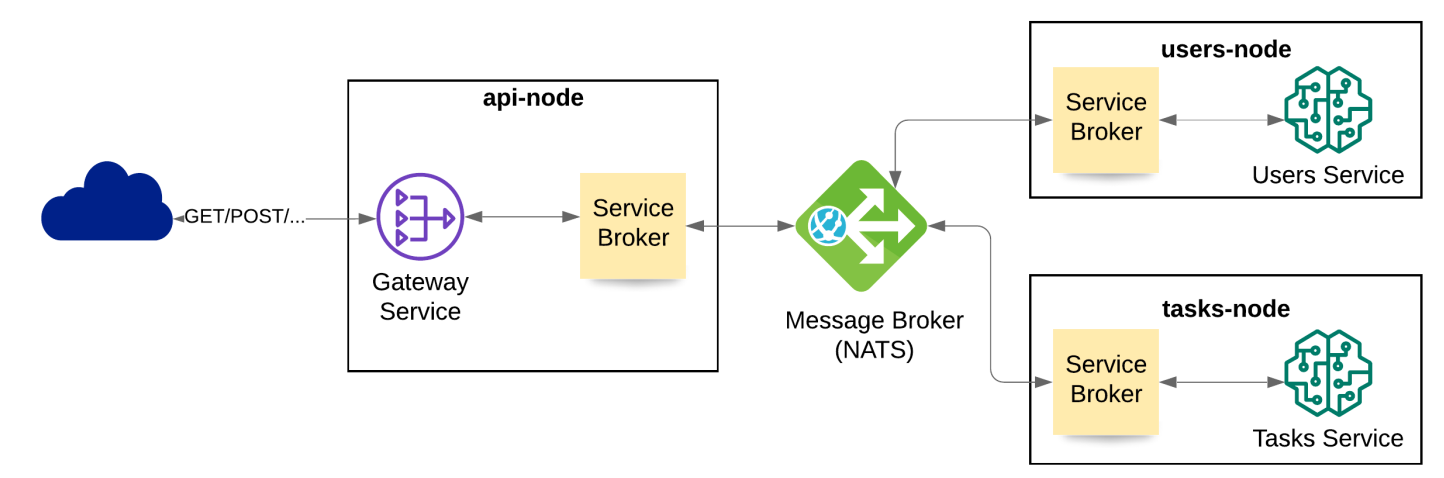 api-node
GET/POST/...
Gateway
Service
Service
Broker
Message Broker
(NATS)
users-node
Service
Broker
Users Service
tasks-node
Service
Broker
Tasks Service